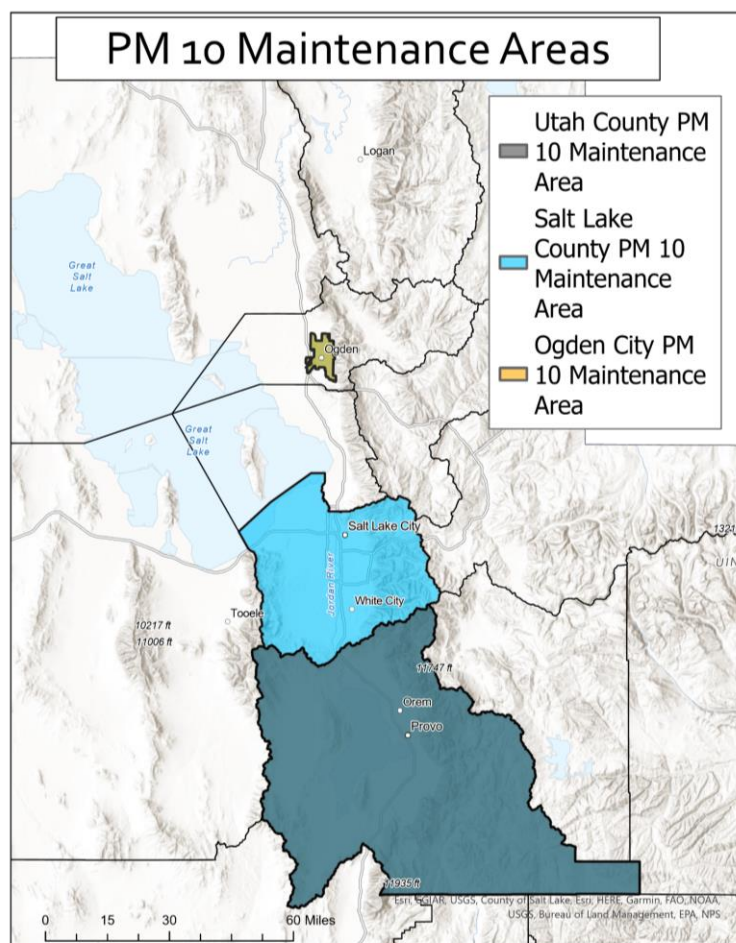 PM 10 Maintenance Areas
Utah County PM
10 Maintenance
Area
Salt Lake
County PM 10
Maintenance
Area
Ogden City PM
10 Maintenance
Area
Logan
Great
Salt
Lake
Ogden
Great
Salt
Lake
Salt Lake City
Jordan River
White City
Tooele
10217 ft
11006 ft
1321
UIN
11747 ft
Orem
Provo
11935 ft
Esri, CGIAR, USGS, County of Salt Lake, Esri, HERE, Garmin, FAO, NOAA,
USGS, Bureau of Land Management, EPA, NPS
0 15 30 60 Miles